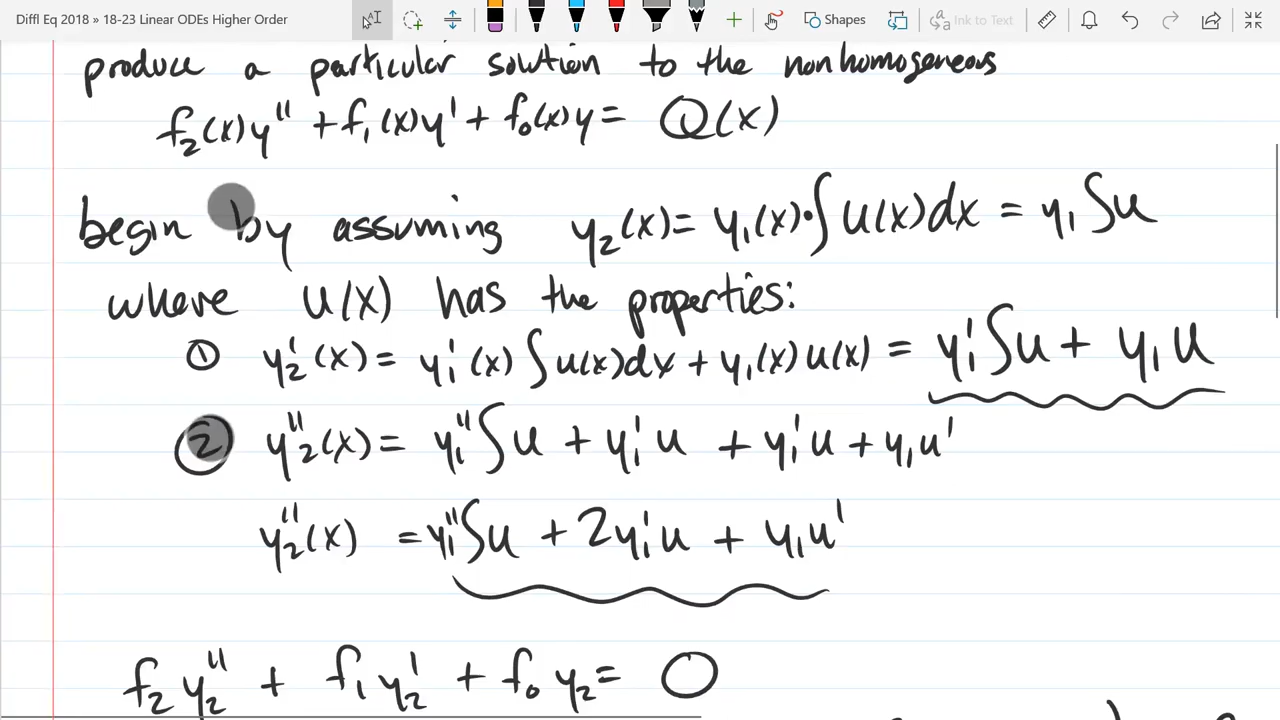 Diffl Eq 2018 » 18-23 Linear ODEs Higher Order
Shapes
Ink to Text
produce a particular solution to the nonhomogeneous
f₂(x)y'' + f₁(x)y' + f₀(x)y = Q(x)
begin by assuming y₂(x) = y₁(x)·∫u(x)dx = y₁∫u
where u(x) has the properties:
① y₂'(x) = y₁'(x)∫u(x)dx + y₁(x)u(x) = y₁'∫u + y₁u
② y₂''(x) = y₁''∫u + y₁'u + y₁'u + y₁u'
y₂''(x) = y₁''∫u + 2y₁'u + y₁u'
f₂y₂'' + f₁y₂' + f₀y₂ = 0